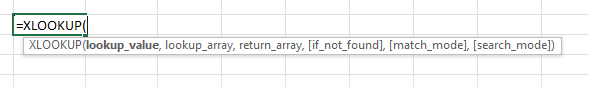 =XLOOKUP(
XLOOKUP(lookup_value, lookup_array, return_array, [if_not_found], [match_mode], [search_mode])